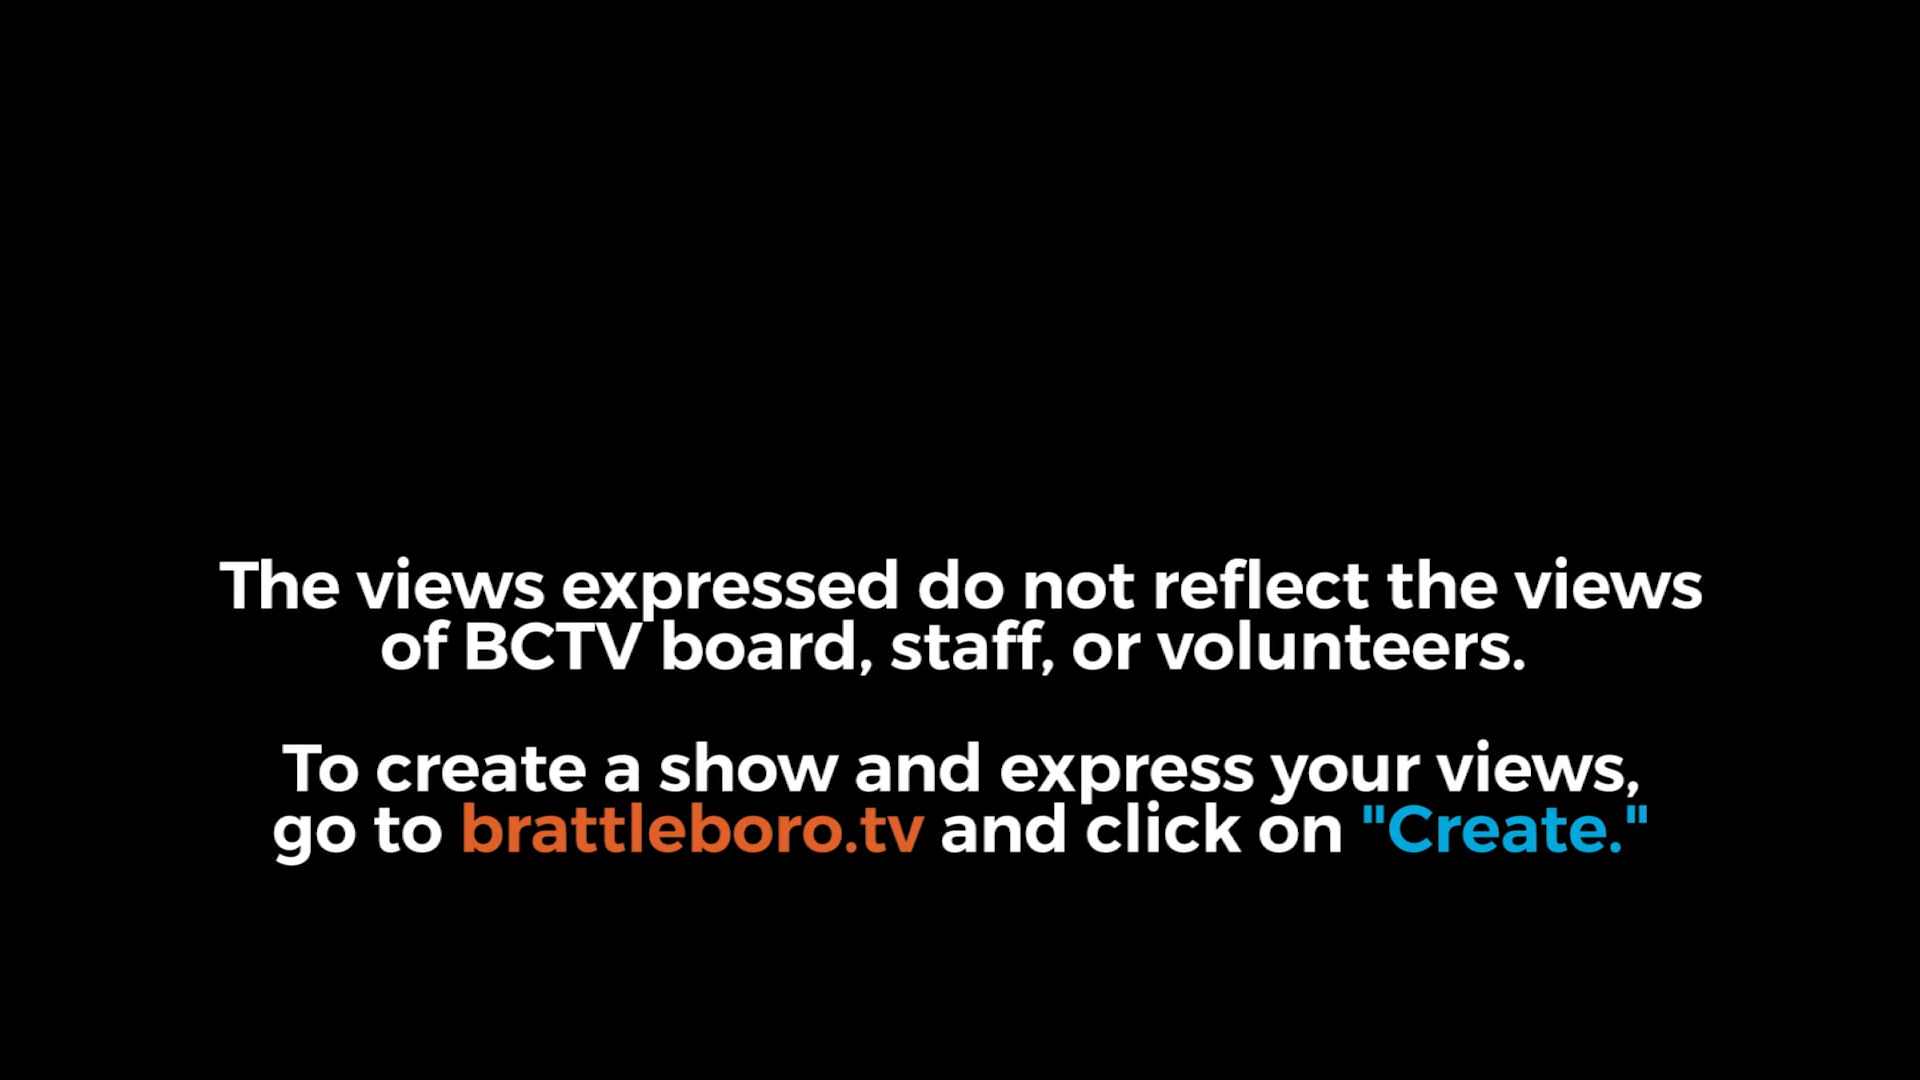 The views expressed do not reflect the views
of BCTV board, staff, or volunteers.
To create a show and express your views,
go to brattleboro.tv and click on "Create."